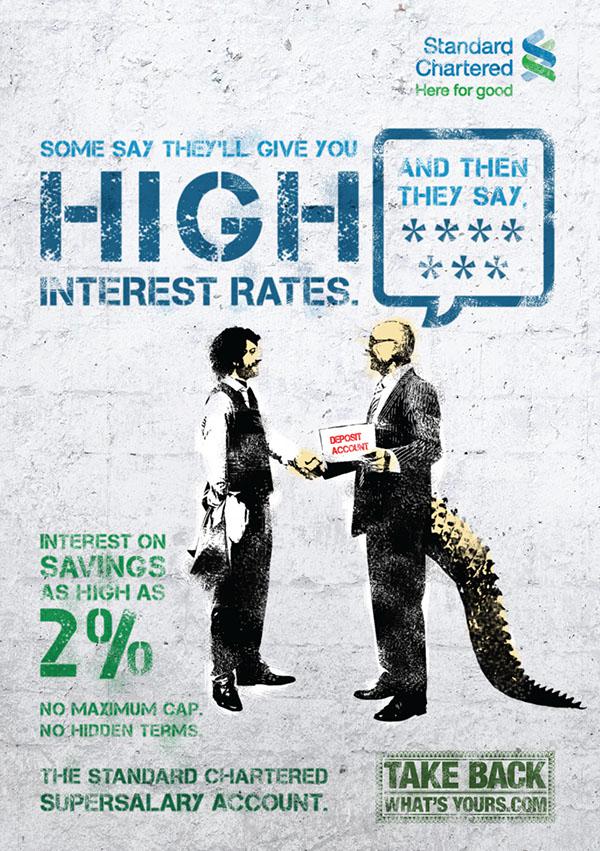 Standard
Chartered
Here for good
SOME SAY THEY'LL GIVE YOU
HIGH
INTEREST RATES.
AND THEN
THEY SAY,
****
***
DEPOSIT
ACCOUNT
INTEREST ON
SAVINGS
AS HIGH AS
2%
NO MAXIMUM CAP.
NO HIDDEN TERMS.
THE STANDARD CHARTERED
SUPERSALARY ACCOUNT.
TAKE BACK
WHAT'S YOURS.COM